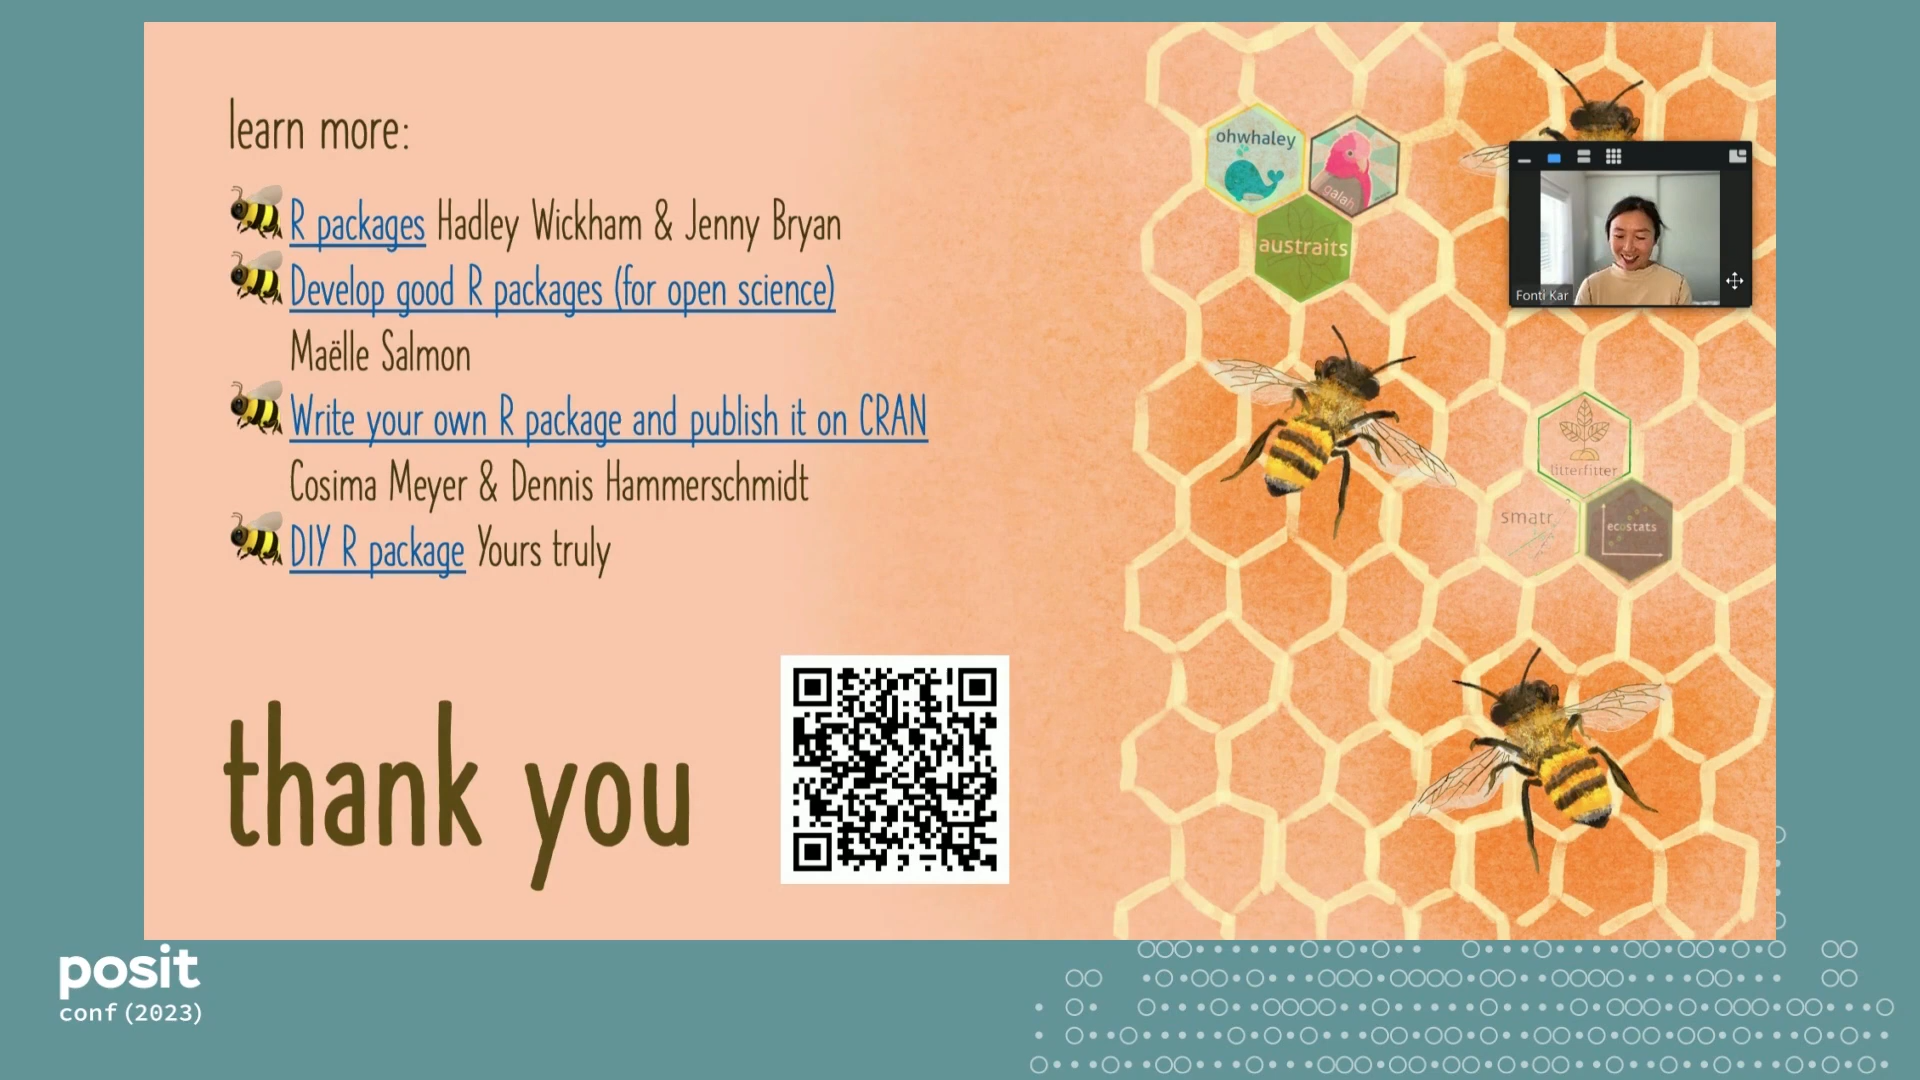 learn more:
R packages Hadley Wickham & Jenny Bryan
Develop good R packages (for open science)
Maëlle Salmon
Write your own R package and publish it on CRAN
Cosima Meyer & Dennis Hammerschmidt
DIY R package Yours truly
thank you
ohwhaley
galah
austraits
Fonti Kar
litterfitter
smatr
ecostats
posit
conf (2023)